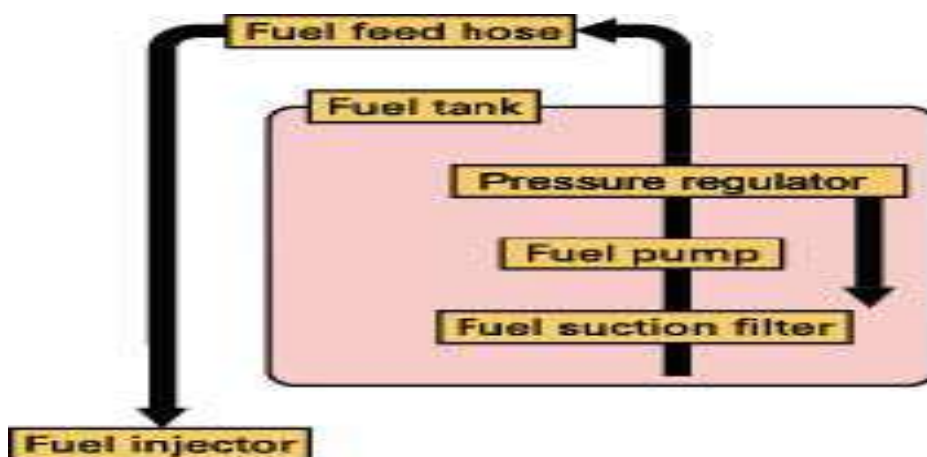 Fuel feed hose
Fuel tank
Pressure regulator
Fuel pump
Fuel suction filter
Fuel injector